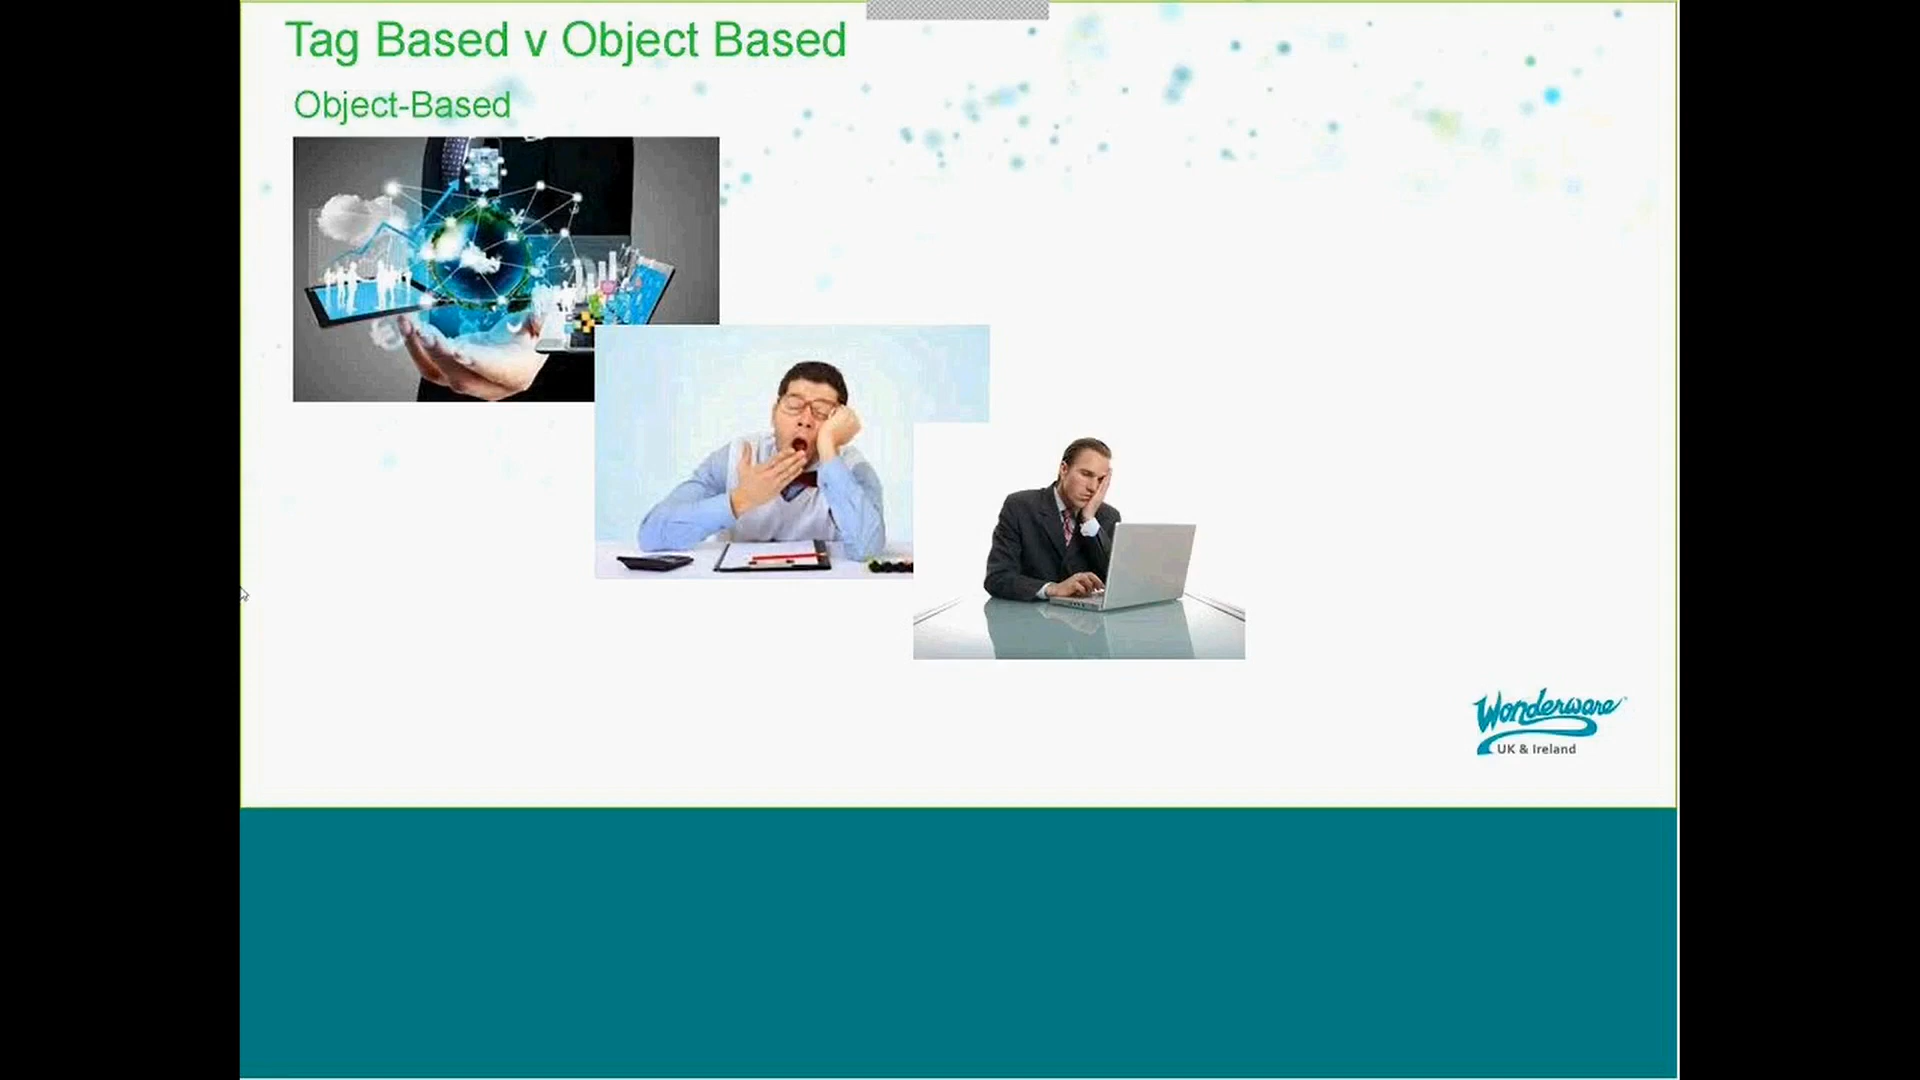 Tag Based v Object Based
Object-Based
Wonderware
UK & Ireland